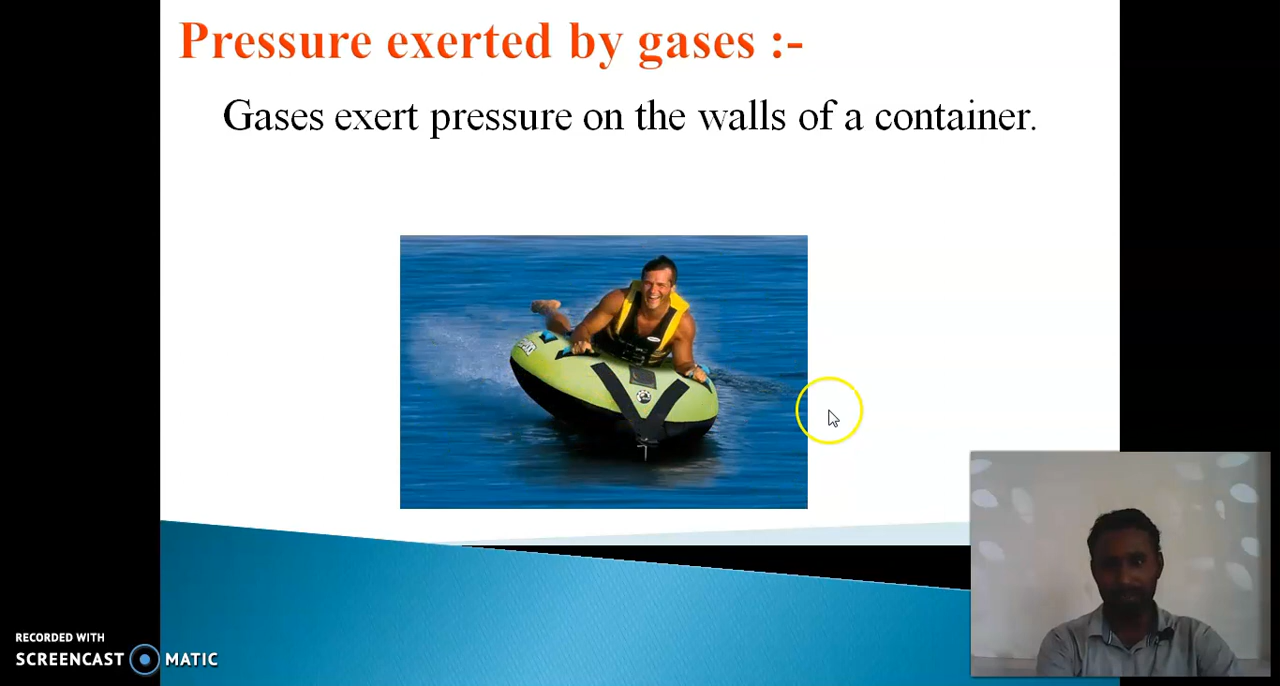 Pressure exerted by gases :-
Gases exert pressure on the walls of a container.
RECORDED WITH
SCREENCAST MATIC